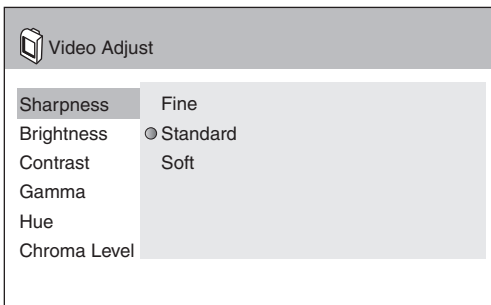 Video Adjust
Sharpness Fine
Brightness Standard
Contrast Soft
Gamma
Hue
Chroma Level